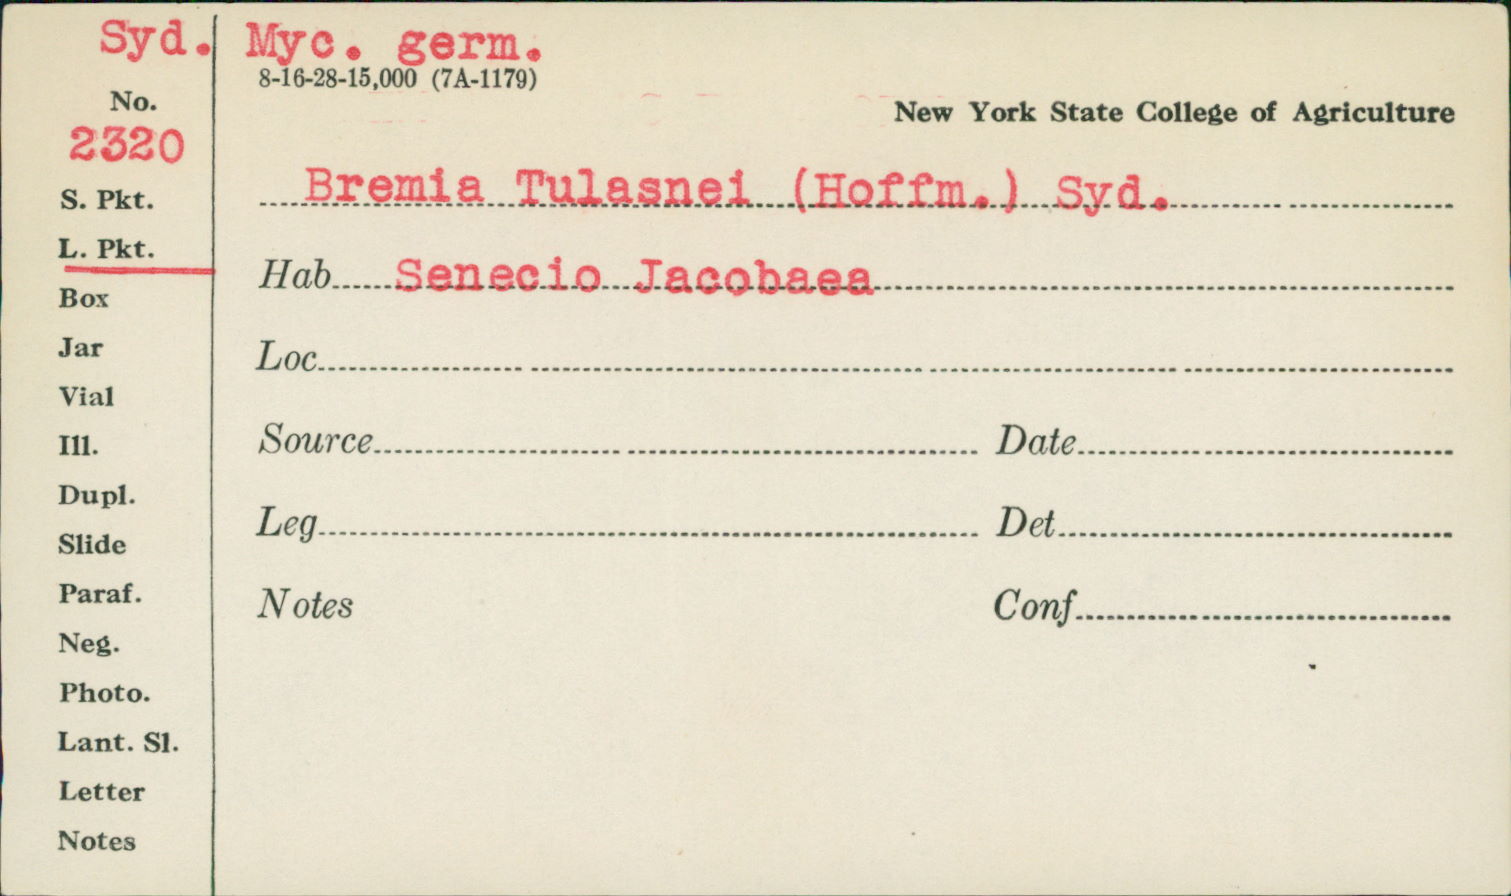 Syd. Myc. germ.
8-16-28-15,000 (7A-1179)
New York State College of Agriculture
No.
2320
Bremia Tulasnei (Hoffm.) Syd.
S. Pkt.
L. Pkt.
Hab Senecio Jacobaea
Box
Jar
Loc
Vial
Ill.
Source Date
Dupl.
Slide
Leg Det
Paraf.
Notes Conf
Neg.
Photo.
Lant. Sl.
Letter
Notes